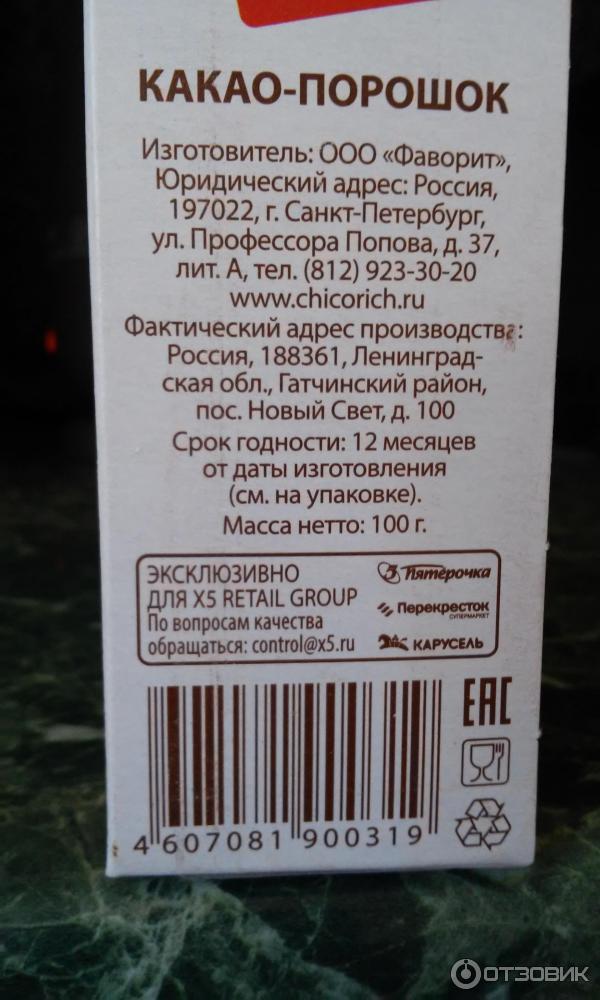 КАКАО-ПОРОШОК
Изготовитель: ООО «Фаворит»,
Юридический адрес: Россия,
197022, г. Санкт-Петербург,
ул. Профессора Попова, д. 37,
лит. А, тел. (812) 923-30-20
www.chicorich.ru
Фактический адрес производства:
Россия, 188361, Ленинград-
ская обл., Гатчинский район,
пос. Новый Свет, д. 100
Срок годности: 12 месяцев
от даты изготовления
(см. на упаковке).
Масса нетто: 100 г.
ЭКСКЛЮЗИВНО
ДЛЯ X5 RETAIL GROUP
По вопросам качества
обращаться: control@x5.ru
5 Пятёрочка
Перекресток
СУПЕРМАРКЕТ
КАРУСЕЛЬ
EAC
4 607081 900319
ОТЗОВИК